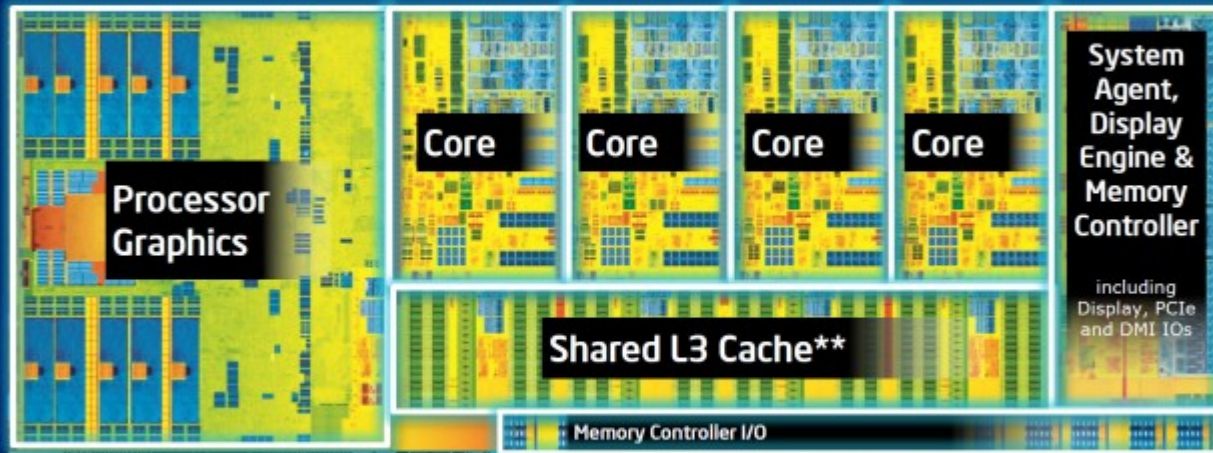 Processor
Graphics
Core
Core
Core
Core
System
Agent,
Display
Engine &
Memory
Controller
including
Display, PCIe
and DMI IOs
Shared L3 Cache**
Memory Controller I/O